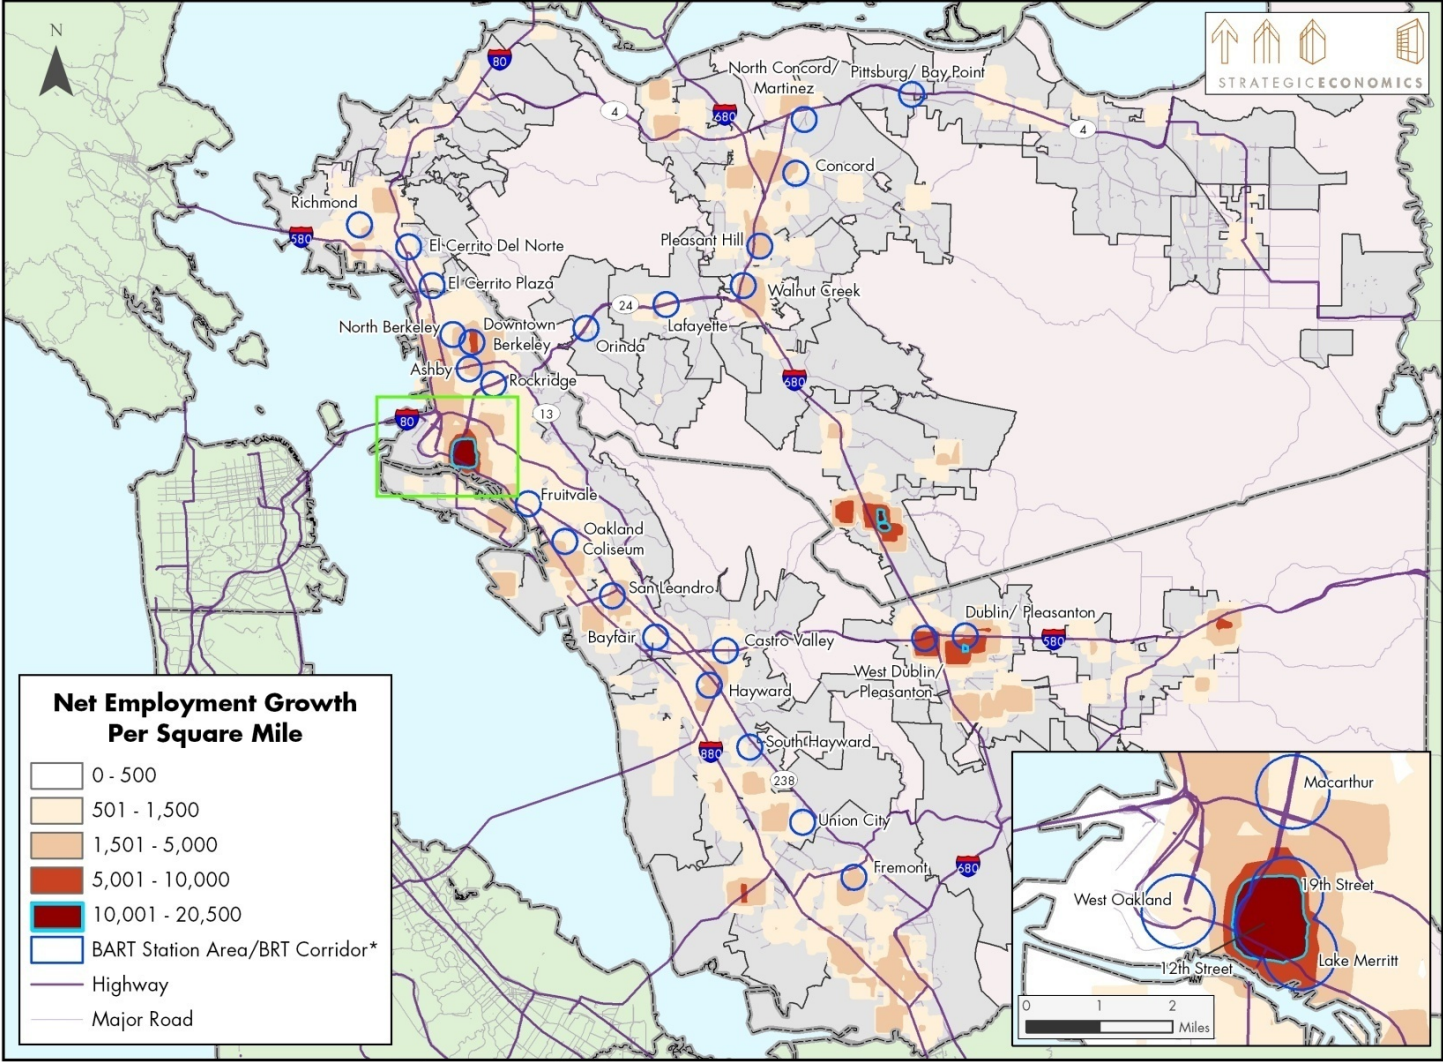 N
STRATEGICECONOMICS
80
4
680
North Concord/
Martinez
Pittsburg/ Bay Point
4
Concord
Richmond
580
El Cerrito Del Norte
Pleasant Hill
El Cerrito Plaza
Walnut Creek
24
Lafayette
North Berkeley
Downtown
Berkeley
Orinda
Ashby
Rockridge
680
80
13
Fruitvale
Oakland
Coliseum
San Leandro
Bayfair
Castro Valley
Dublin/ Pleasanton
580
West Dublin/
Pleasanton
Hayward
South Hayward
880
238
Union City
Fremont
680
Net Employment Growth
Per Square Mile
0 - 500
501 - 1,500
1,501 - 5,000
5,001 - 10,000
10,001 - 20,500
BART Station Area/BRT Corridor*
Highway
Major Road
Macarthur
19th Street
West Oakland
Lake Merritt
12th Street
0 1 2
Miles